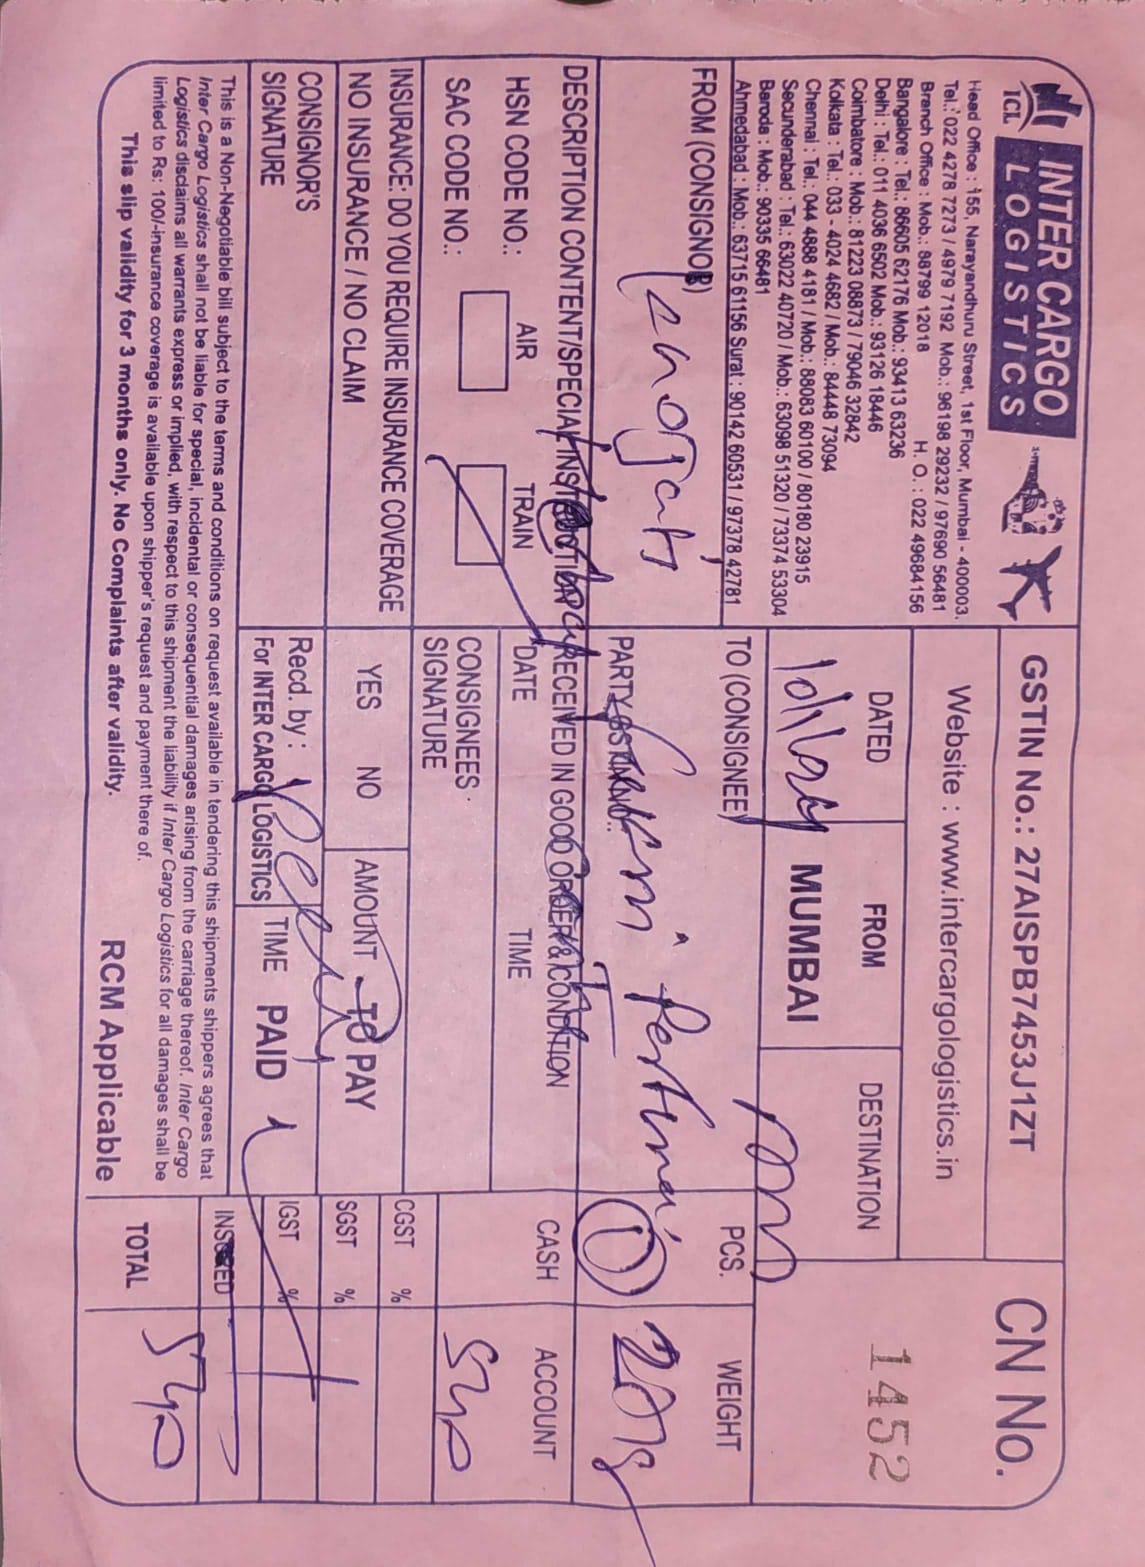 INTER CARGO
LOGISTICS
ICL
Head Office : 155, Narayandhuru Street, 1st Floor, Mumbai - 400003.
Tel.: 022 4278 7273 / 4979 7192 Mob.: 96198 29232 / 97690 56481
Branch Office : Mob.: 88799 12018 H. O. : 022 49684156
Bangalore : Tel.: 86605 62176 Mob.: 93413 63236
Delhi : Tel.: 011 4036 6502 Mob.: 93126 18446
Coimbatore : Mob.: 81223 08873 / 79046 32842
Kolkata : Tel. 033 - 4024 4682 / Mob.: 84448 73094
Chennai : Tel.: 044 4888 4181 / Mob.: 88083 60100 / 80180 23915
Secunderabad : Tel.: 63022 40720 / Mob.: 63098 51320 / 73374 53304
Baroda : Mob.: 90335 66481
Ahmedabad : Mob.: 63715 61156 Surat : 90142 60531 / 97378 42781
GSTIN No.: 27AISPB7453J1ZT
Website : www.intercargologistics.in
CN No.
1452
DATED
FROM
DESTINATION
MUMBAI
FROM (CONSIGNOR)
TO (CONSIGNEE)
PCS.
WEIGHT
1
PARTY GSTIN NO.:
DESCRIPTION CONTENT/SPECIAL INSTRUCTION
RECEIVED IN GOOD ORDER & CONDITION
CASH
ACCOUNT
HSN CODE NO.:
AIR
TRAIN
DATE
TIME
SAC CODE NO.:
CONSIGNEES
SIGNATURE
540
INSURANCE: DO YOU REQUIRE INSURANCE COVERAGE
NO INSURANCE / NO CLAIM
YES NO
AMOUNT TO PAY
CGST %
SGST %
CONSIGNOR'S
SIGNATURE
Recd. by :
For INTER CARGO LOGISTICS
TIME PAID
IGST %
This is a Non-Negotiable bill subject to the terms and conditions on request available in tendering this shipments shippers agrees that
Inter Cargo Logistics shall not be liable for special, incidental or consequential damages arising from the carriage thereof. Inter Cargo
Logistics disclaims all warrants express or implied, with respect to this shipment the liability if Inter Cargo Logistics for all damages shall be
limited to Rs: 100/-insurance coverage is available upon shipper's request and payment there of.
INSURED
This slip validity for 3 months only. No Complaints after validity.
RCM Applicable
TOTAL
540